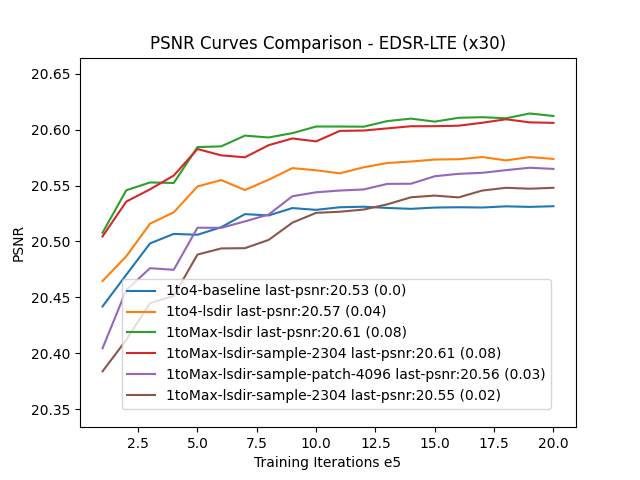 PSNR Curves Comparison - EDSR-LTE (x30)
20.65
20.60
20.55
20.50
20.45
20.40
20.35
PSNR
1to4-baseline last-psnr:20.53 (0.0)
1to4-lsdir last-psnr:20.57 (0.04)
1toMax-lsdir last-psnr:20.61 (0.08)
1toMax-lsdir-sample-2304 last-psnr:20.61 (0.08)
1toMax-lsdir-sample-patch-4096 last-psnr:20.56 (0.03)
1toMax-lsdir-sample-2304 last-psnr:20.55 (0.02)
2.5 5.0 7.5 10.0 12.5 15.0 17.5 20.0
Training Iterations e5